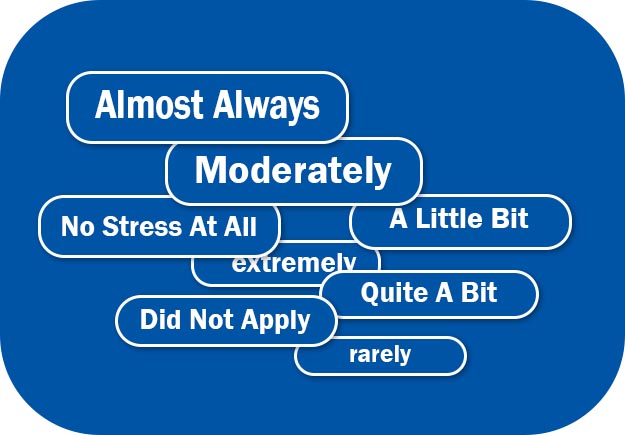 Almost Always
Moderately
No Stress At All
A Little Bit
extremely
Quite A Bit
Did Not Apply
rarely